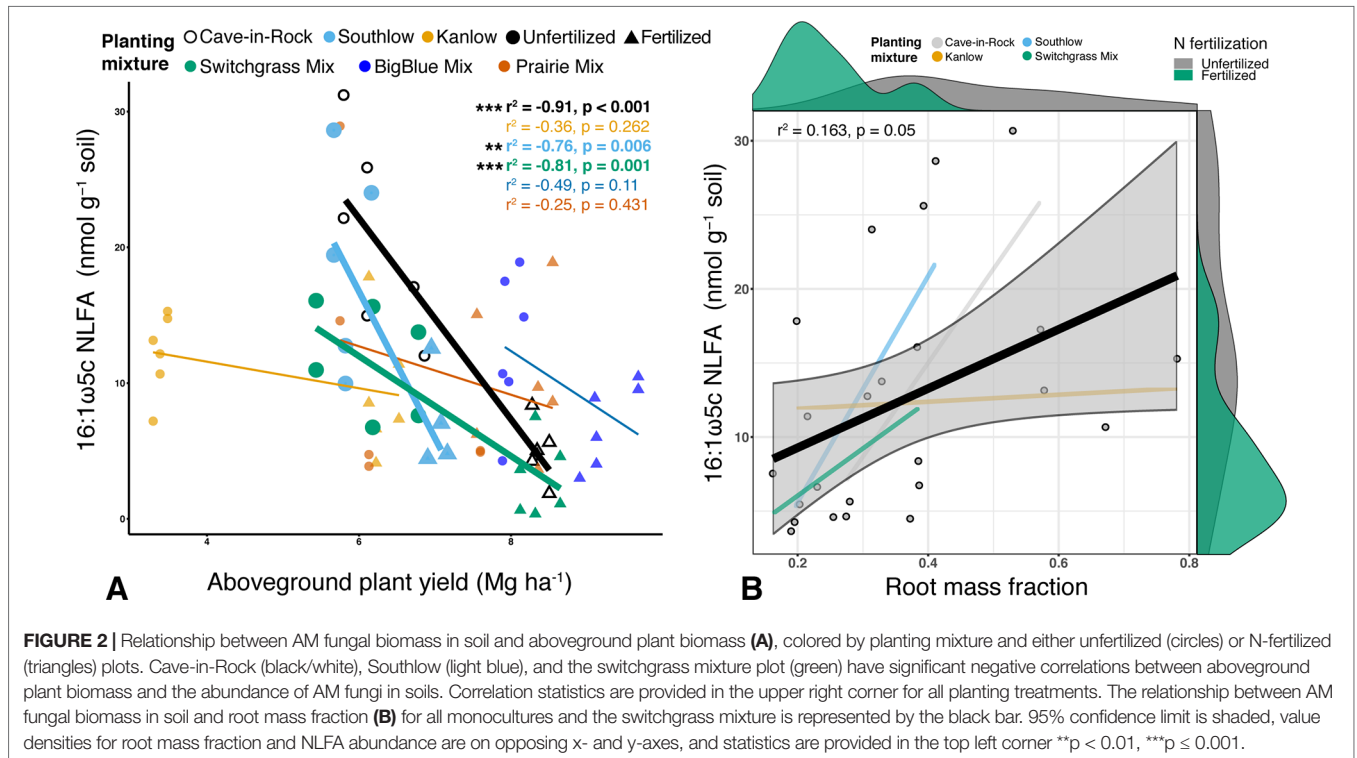 Planting mixture
Cave-in-Rock Southlow Kanlow Unfertilized Fertilized
Switchgrass Mix BigBlue Mix Prairie Mix
*** r² = -0.91, p < 0.001
r² = -0.36, p = 0.262
** r² = -0.76, p = 0.006
*** r² = -0.81, p = 0.001
r² = -0.49, p = 0.11
r² = -0.25, p = 0.431
16:1ω5c NLFA (nmol g⁻¹ soil)
30
20
10
0
4 6 8
A
Aboveground plant yield (Mg ha⁻¹)
Planting mixture
Cave-in-Rock Southlow
Kanlow Switchgrass Mix
N fertilization
Unfertilized
Fertilized
r² = 0.163, p = 0.05
16:1ω5c NLFA (nmol g⁻¹ soil)
30
20
10
0.2 0.4 0.6 0.8
B
Root mass fraction
FIGURE 2 | Relationship between AM fungal biomass in soil and aboveground plant biomass (A), colored by planting mixture and either unfertilized (circles) or N-fertilized
(triangles) plots. Cave-in-Rock (black/white), Southlow (light blue), and the switchgrass mixture plot (green) have significant negative correlations between aboveground
plant biomass and the abundance of AM fungi in soils. Correlation statistics are provided in the upper right corner for all planting treatments. The relationship between AM
fungal biomass in soil and root mass fraction (B) for all monocultures and the switchgrass mixture is represented by the black bar. 95% confidence limit is shaded, value
densities for root mass fraction and NLFA abundance are on opposing x- and y-axes, and statistics are provided in the top left corner **p < 0.01, ***p ≤ 0.001.